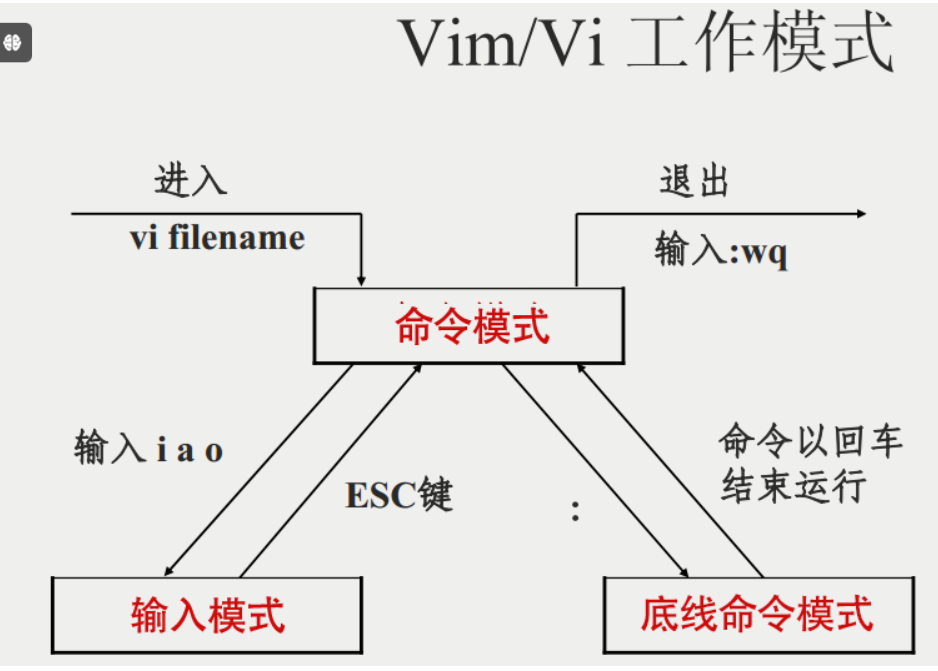 Vim/Vi 工作模式
进入
vi filename
退出
输入:wq
命令模式
输入 i a o
ESC键
:
命令以回车
结束运行
输入模式
底线命令模式